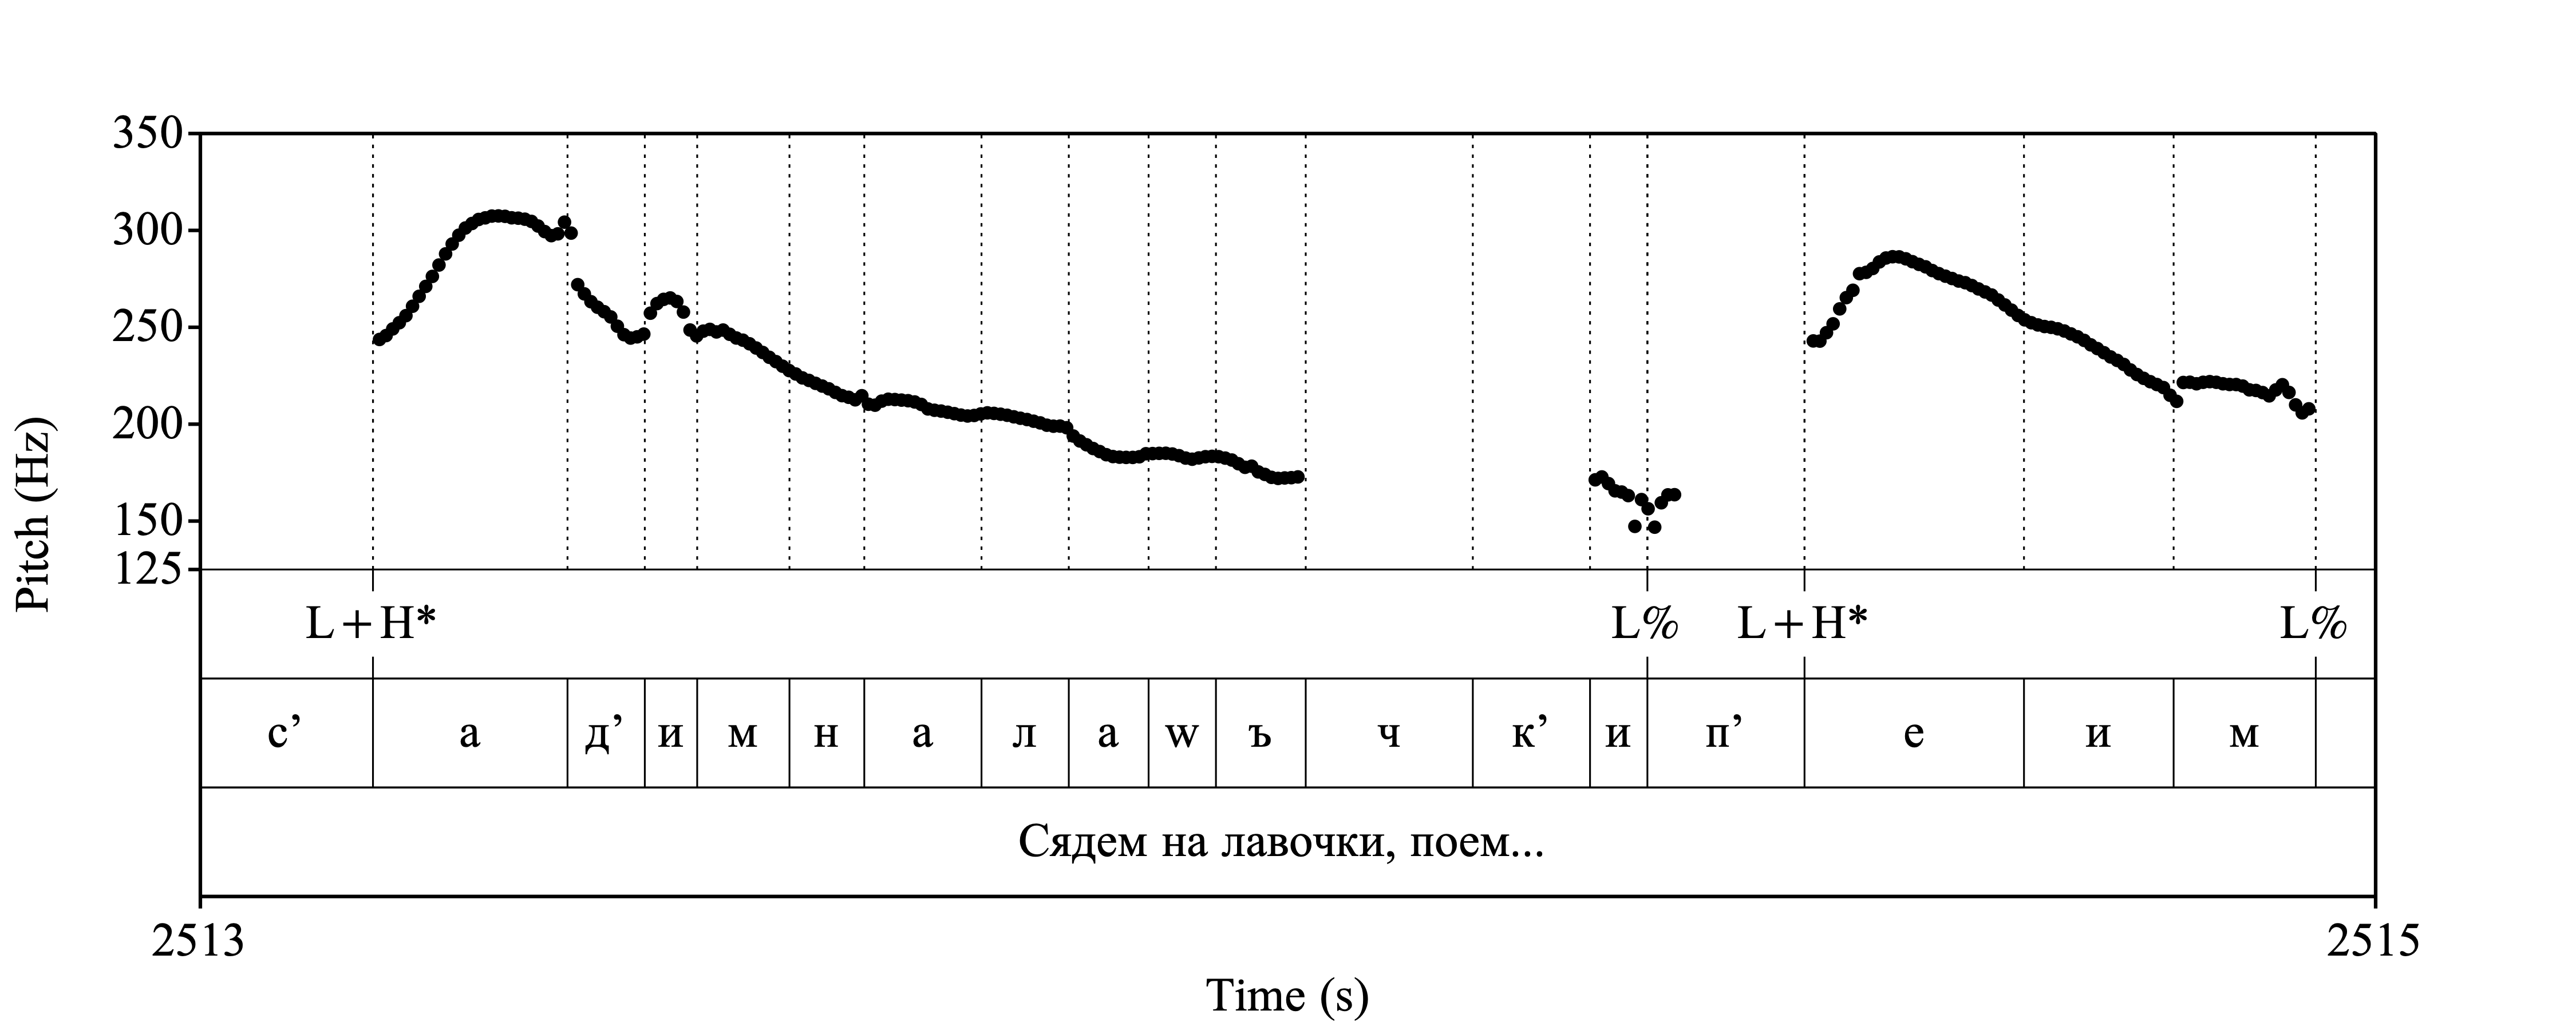 350
300
250
200
150
125
Pitch (Hz)
L+H* L% L+H* L%
с’ а д’ и м н а л а w ъ ч к’ и п’ е и м
Сядем на лавочки, поем...
2513 2515
Time (s)